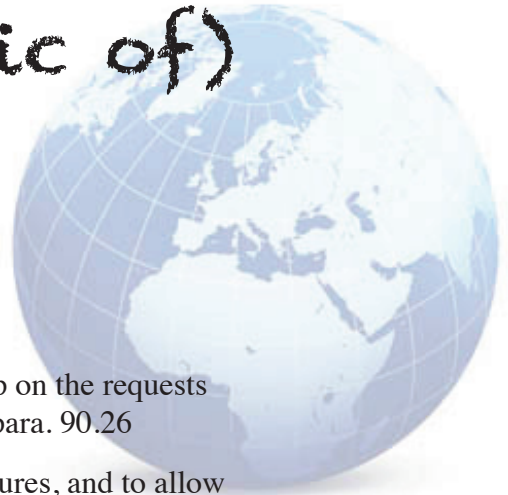 ic of)
o on the requests
para. 90.26
ures, and to allow